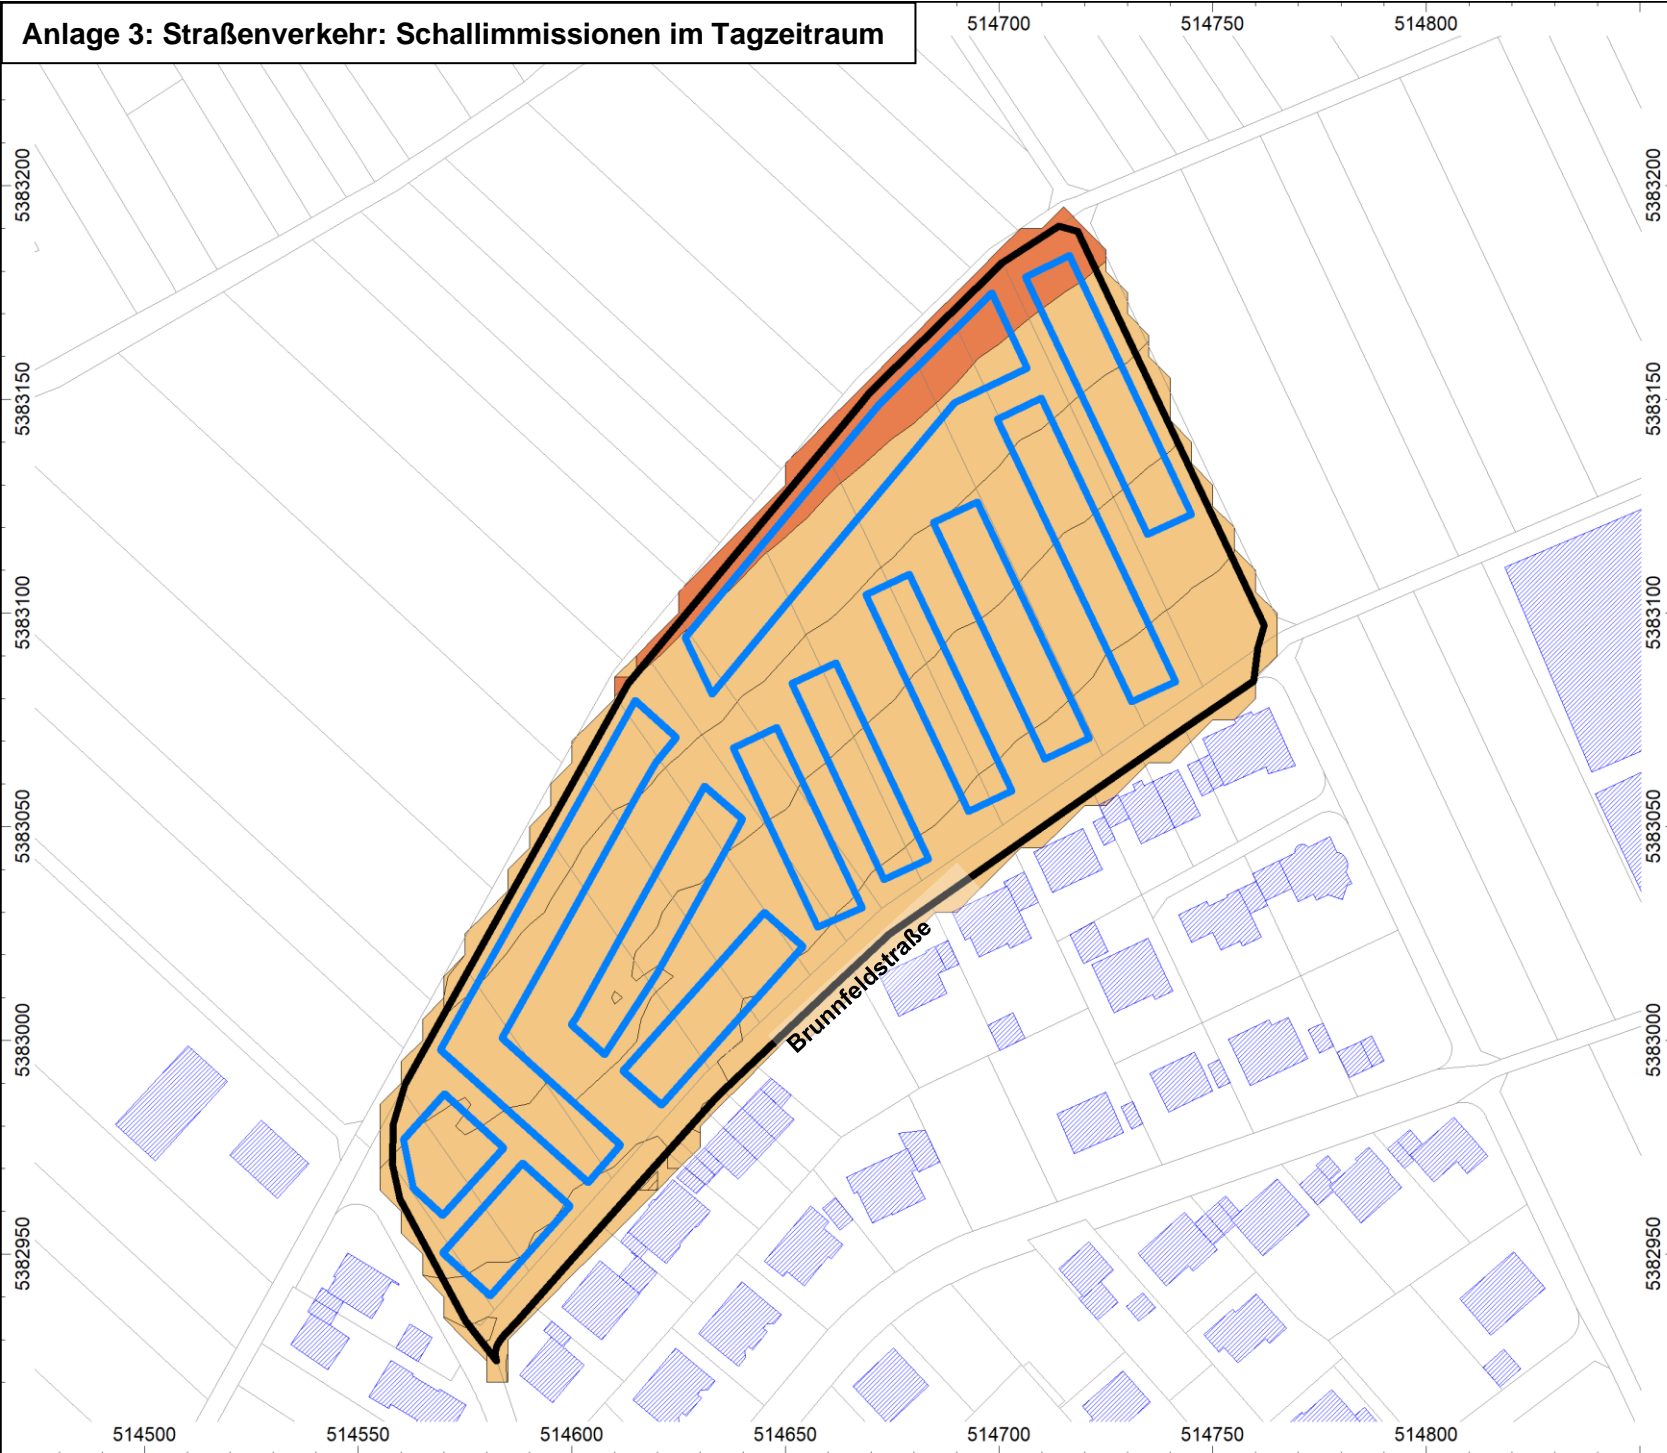 514700 514750 514800
Anlage 3: Straßenverkehr: Schallimmissionen im Tagzeitraum
5383200 5383200
5383150 5383150
5383100 5383100
5383050 5383050
Brunnfeldstraße
5383000 5383000
5382950 5382950
514500 514550 514600 514650 514700 514750 514800